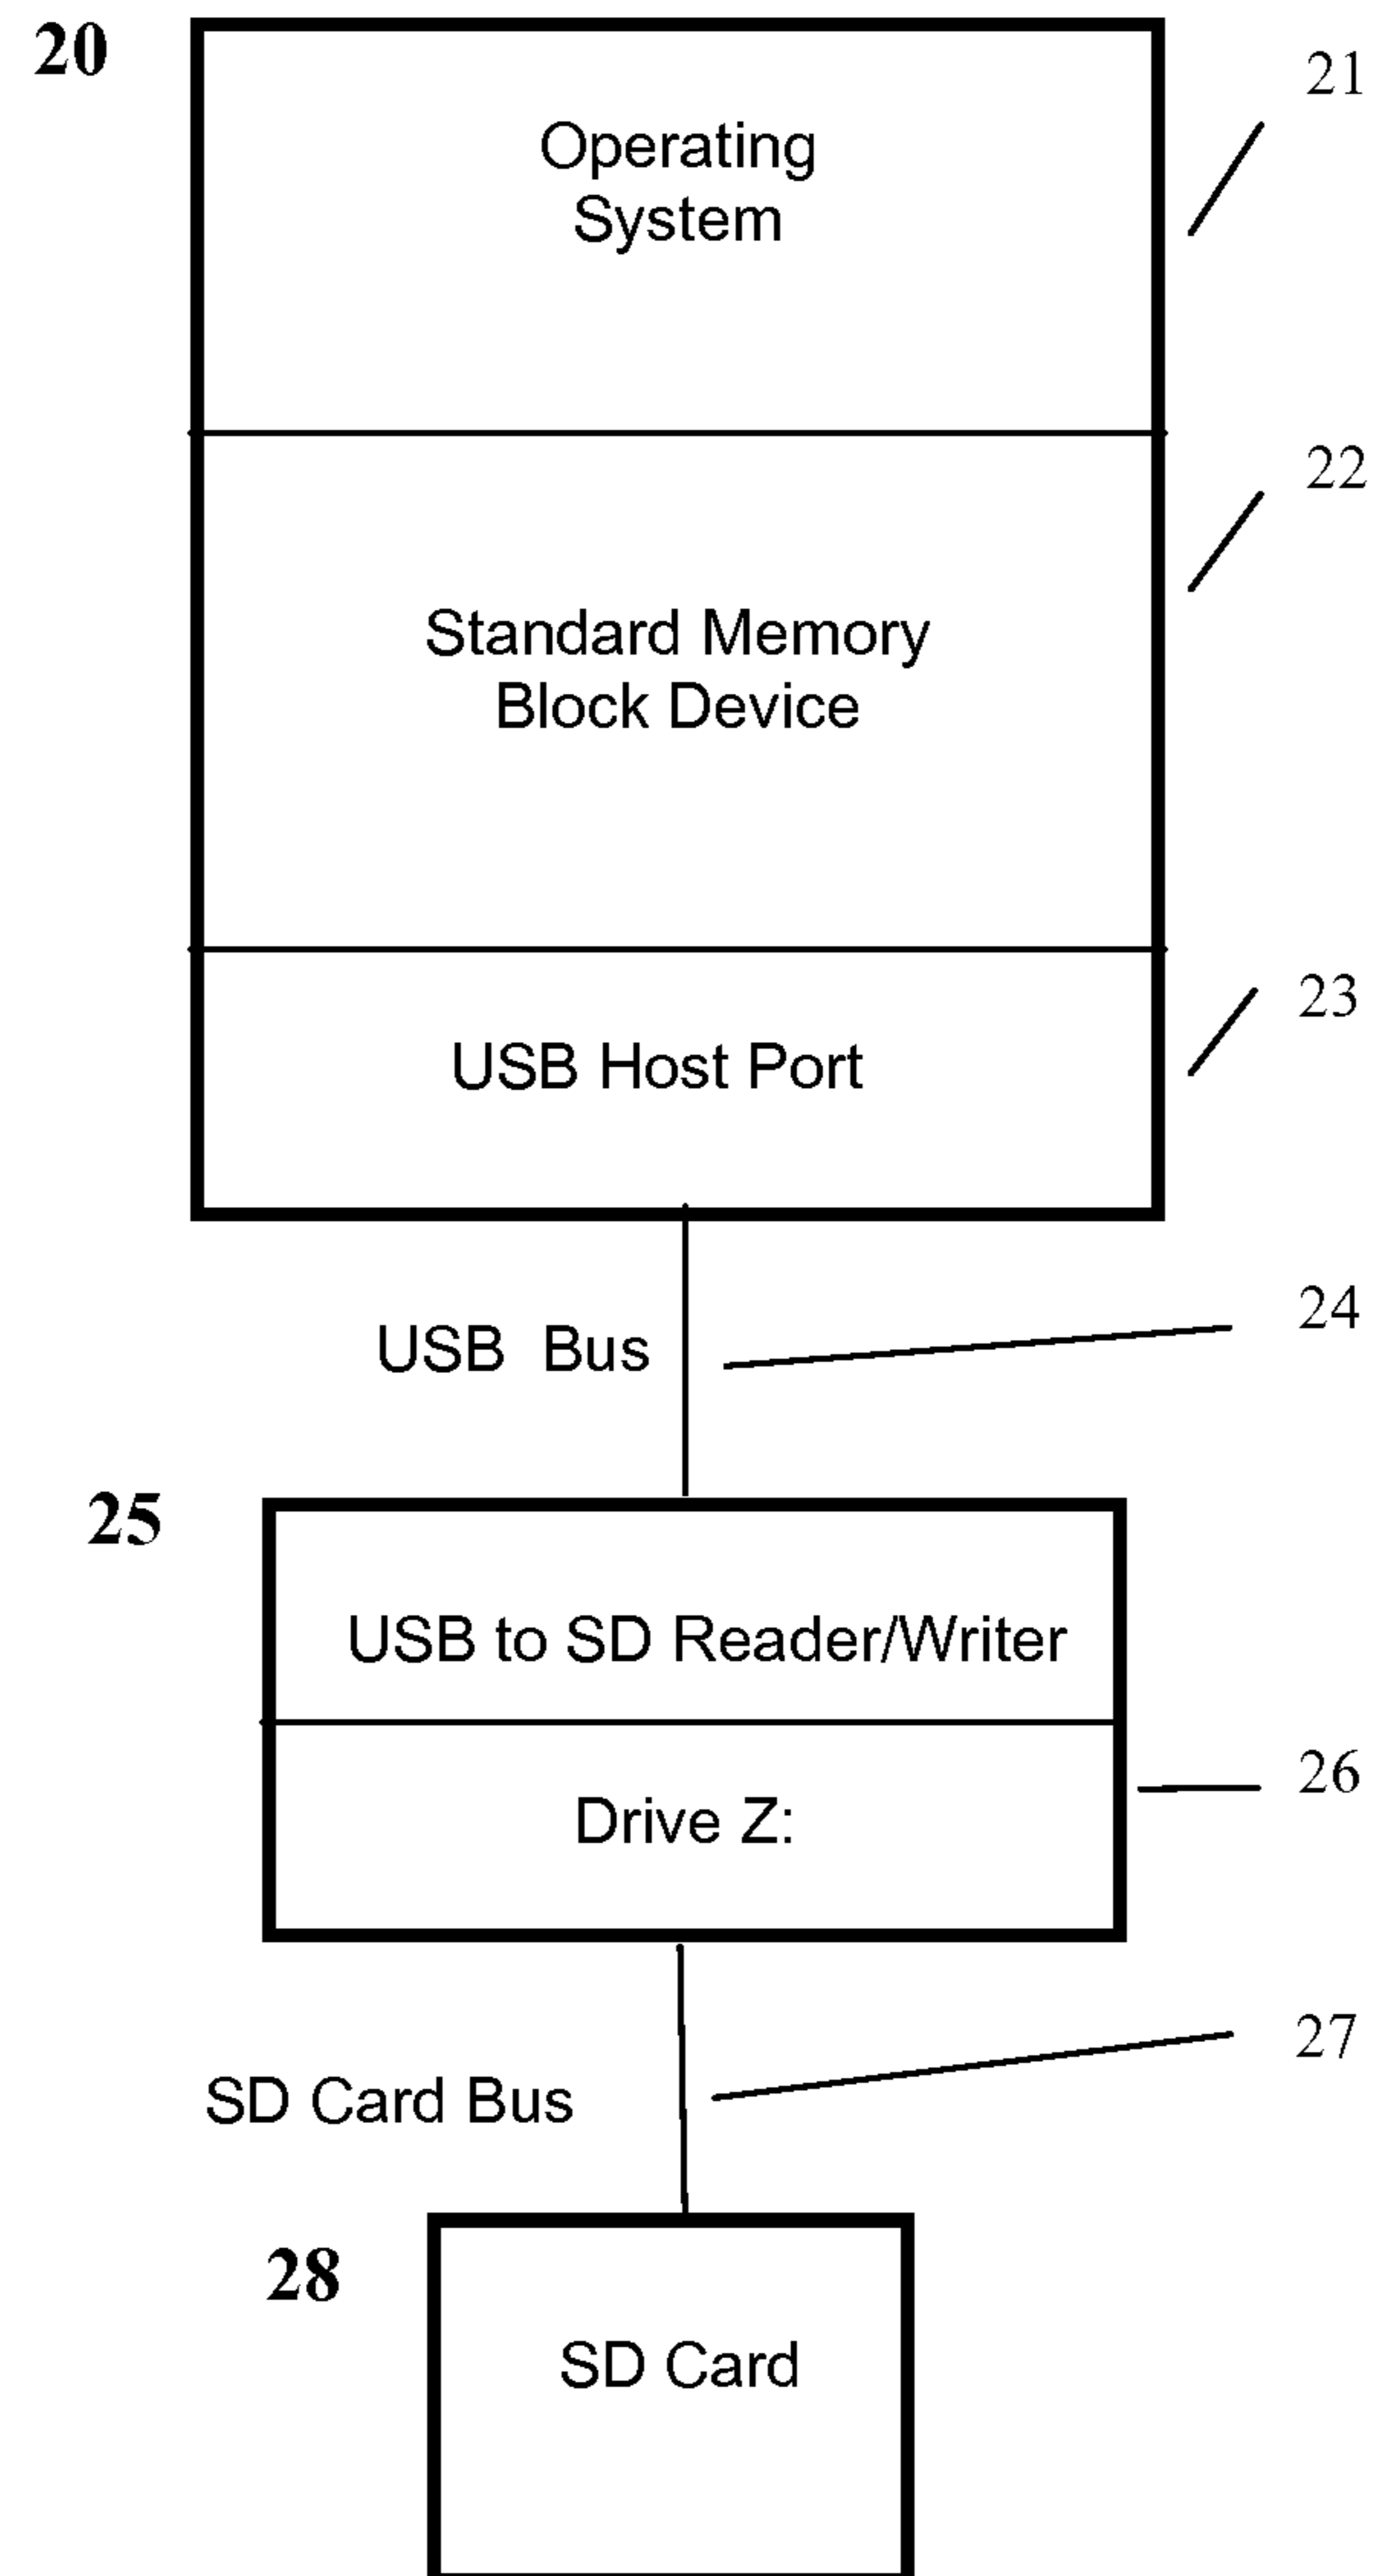 20
21
Operating
System
22
Standard Memory
Block Device
23
USB Host Port
24
USB Bus
25
USB to SD Reader/Writer
26
Drive Z:
27
SD Card Bus
28
SD Card